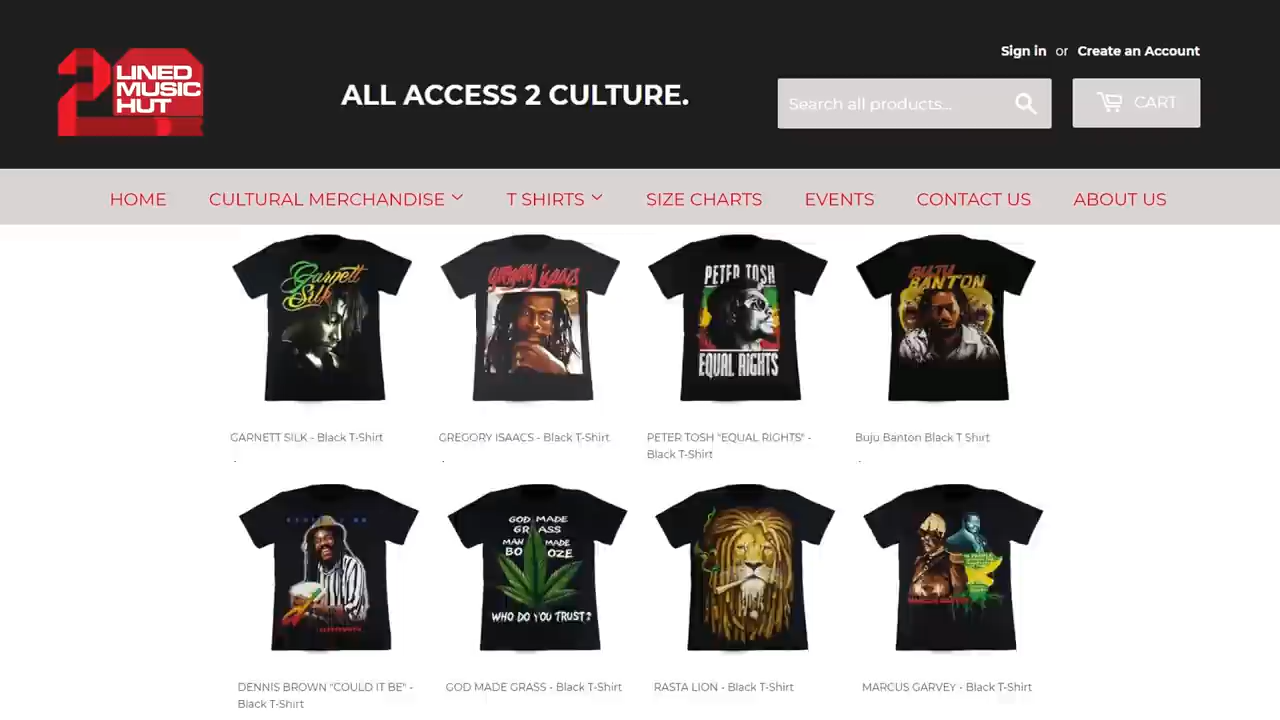 Sign in or Create an Account
LINED
MUSIC
HUT
ALL ACCESS 2 CULTURE.
Search all products...
CART
HOME
CULTURAL MERCHANDISE
T SHIRTS
SIZE CHARTS
EVENTS
CONTACT US
ABOUT US
Garnett
Silk
gregory isaacs
PETER TOSH
EQUAL RIGHTS
BUJU
BANTON
GARNETT SILK - Black T-Shirt
GREGORY ISAACS - Black T-Shirt
PETER TOSH "EQUAL RIGHTS" -
Black T-Shirt
Buju Banton Black T Shirt
GOD MADE
GRASS
MAN MADE
BOOZE
WHO DO YOU TRUST?
DENNIS BROWN "COULD IT BE" -
Black T-Shirt
GOD MADE GRASS - Black T-Shirt
RASTA LION - Black T-Shirt
MARCUS GARVEY - Black T-Shirt